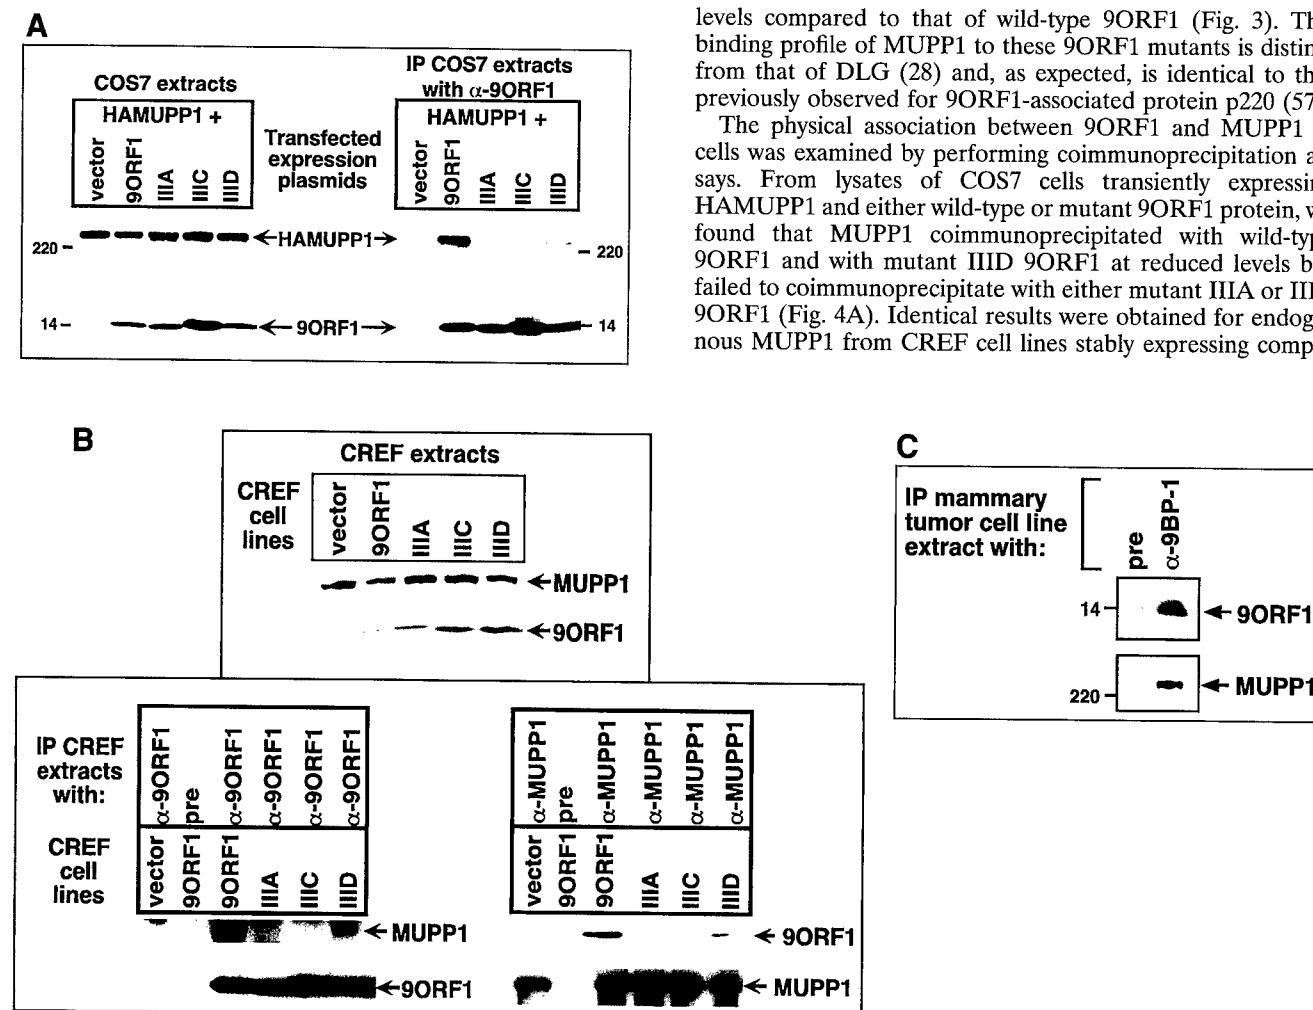 A
COS7 extracts
HAMUPP1 +
vector
9ORF1
IIIA
IIIC
IIID
Transfected
expression
plasmids
IP COS7 extracts
with α-9ORF1
HAMUPP1 +
vector
9ORF1
IIIA
IIIC
IIID
220
HAMUPP1
220
14
9ORF1
14
levels compared to that of wild-type 9ORF1 (Fig. 3). Th
binding profile of MUPP1 to these 9ORF1 mutants is distin
from that of DLG (28) and, as expected, is identical to th
previously observed for 9ORF1-associated protein p220 (57
The physical association between 9ORF1 and MUPP1
cells was examined by performing coimmunoprecipitation a
says. From lysates of COS7 cells transiently expressin
HAMUPP1 and either wild-type or mutant 9ORF1 protein, w
found that MUPP1 coimmunoprecipitated with wild-typ
9ORF1 and with mutant IIID 9ORF1 at reduced levels b
failed to coimmunoprecipitate with either mutant IIIA or III
9ORF1 (Fig. 4A). Identical results were obtained for endog
nous MUPP1 from CREF cell lines stably expressing comp
B
CREF extracts
CREF
cell
lines
vector
9ORF1
IIIA
IIIC
IIID
MUPP1
9ORF1
IP CREF
extracts
with:
α-9ORF1
pre
α-9ORF1
α-9ORF1
α-9ORF1
α-9ORF1
CREF
cell
lines
vector
9ORF1
9ORF1
IIIA
IIIC
IIID
MUPP1
9ORF1
α-MUPP1
pre
α-MUPP1
α-MUPP1
α-MUPP1
α-MUPP1
vector
9ORF1
9ORF1
IIIA
IIIC
IIID
9ORF1
MUPP1
C
IP mammary
tumor cell line
extract with:
pre
α-9BP-1
14
9ORF1
220
MUPP1